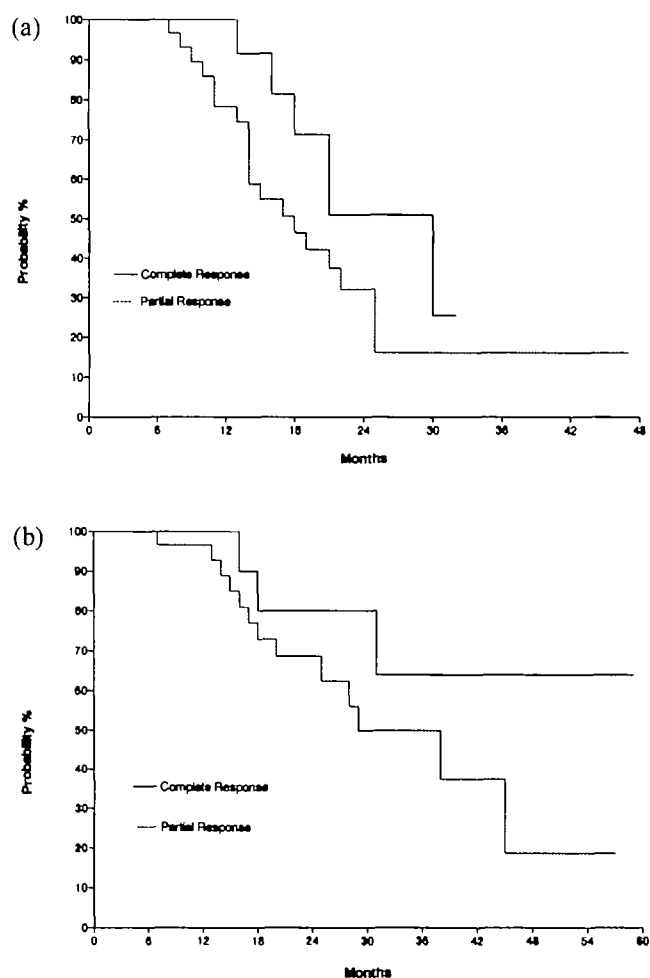 (a)
100
90
80
70
60
50
40
30
20
10
0
Probability %
Complete Response
Partial Response
0 6 12 18 24 30 36 42 48
Months
(b)
100
90
80
70
60
50
40
30
20
10
0
Probability %
Complete Response
Partial Response
0 6 12 18 24 30 36 42 48 54 60
Months